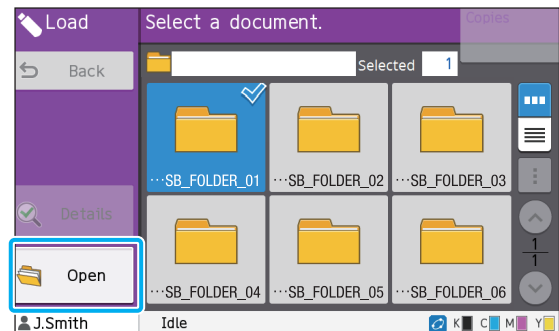 Load
Select a document.
Copies
Back
Selected 1
···SB_FOLDER_01
···SB_FOLDER_02
···SB_FOLDER_03
Details
Open
···SB_FOLDER_04
···SB_FOLDER_05
···SB_FOLDER_06
1
1
J.Smith
Idle
K C M Y